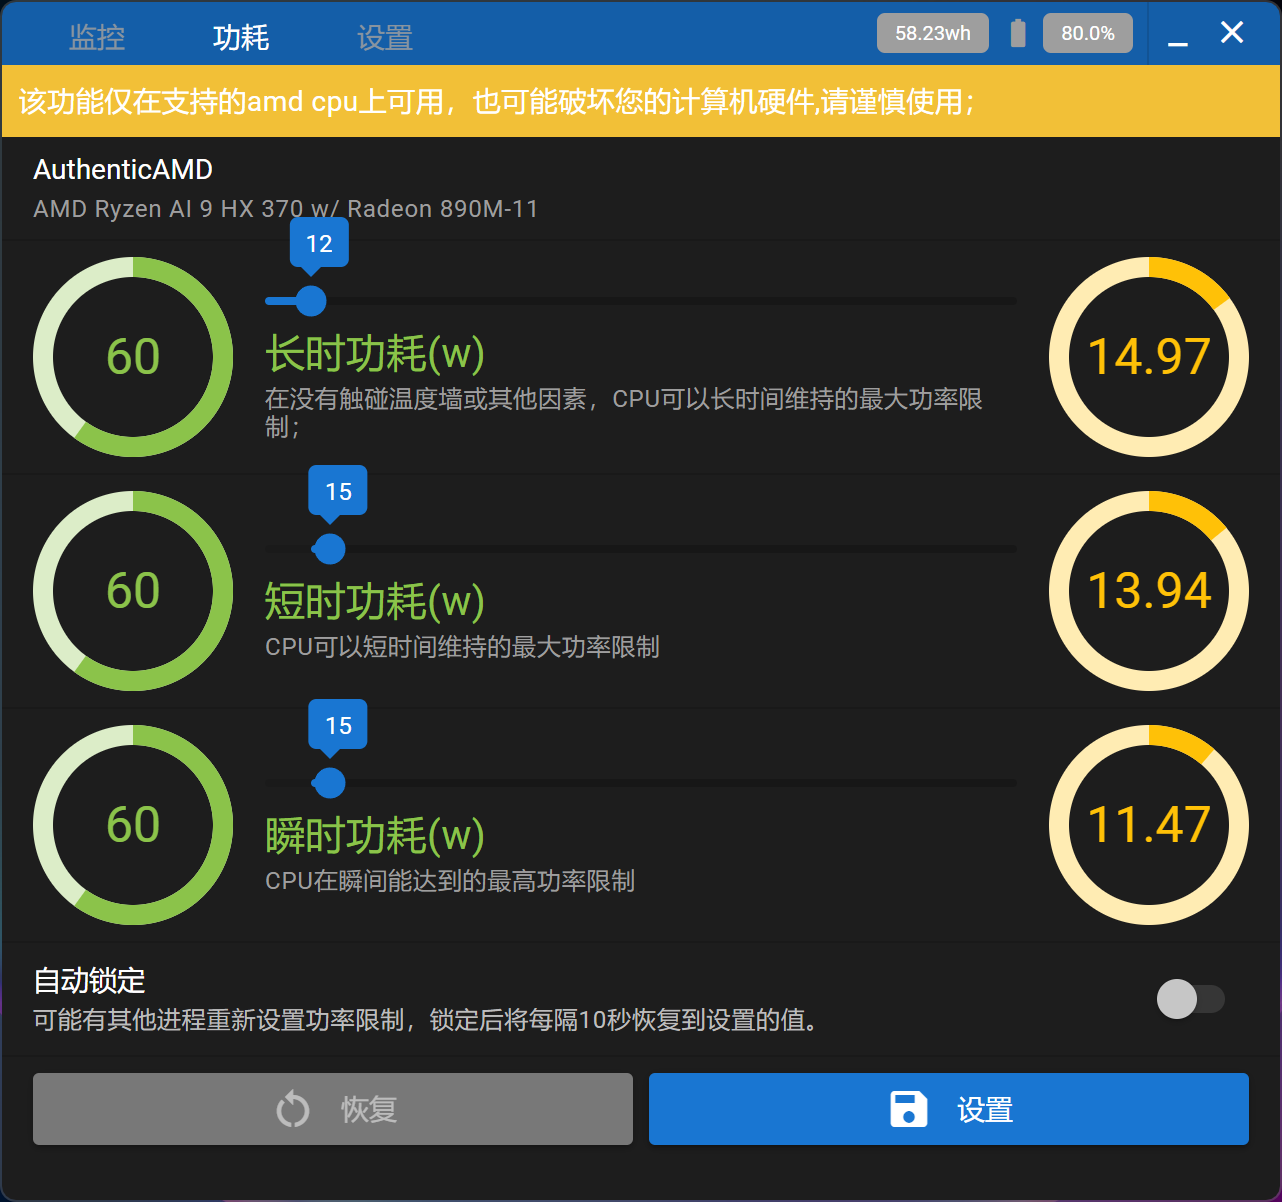 监控
功耗
设置
58.23wh
80.0%
该功能仅在支持的amd cpu上可用，也可能破坏您的计算机硬件,请谨慎使用；
AuthenticAMD
AMD Ryzen AI 9 HX 370 w/ Radeon 890M-11
60
12
长时功耗(w)
在没有触碰温度墙或其他因素，CPU可以长时间维持的最大功率限
制；
14.97
60
15
短时功耗(w)
CPU可以短时间维持的最大功率限制
13.94
60
15
瞬时功耗(w)
CPU在瞬间能达到的最高功率限制
11.47
自动锁定
可能有其他进程重新设置功率限制，锁定后将每隔10秒恢复到设置的值。
恢复
设置